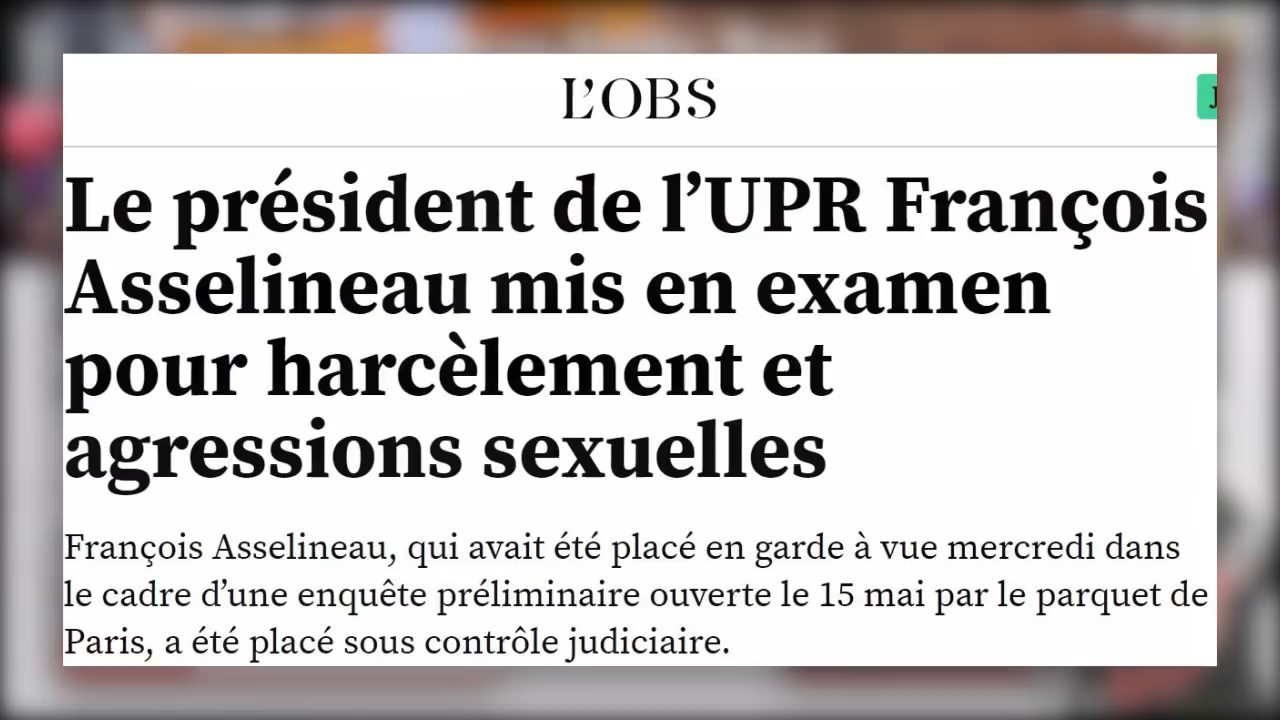 L'OBS
J
Le président de l’UPR François
Asselineau mis en examen
pour harcèlement et
agressions sexuelles
François Asselineau, qui avait été placé en garde à vue mercredi dans
le cadre d’une enquête préliminaire ouverte le 15 mai par le parquet de
Paris, a été placé sous contrôle judiciaire.